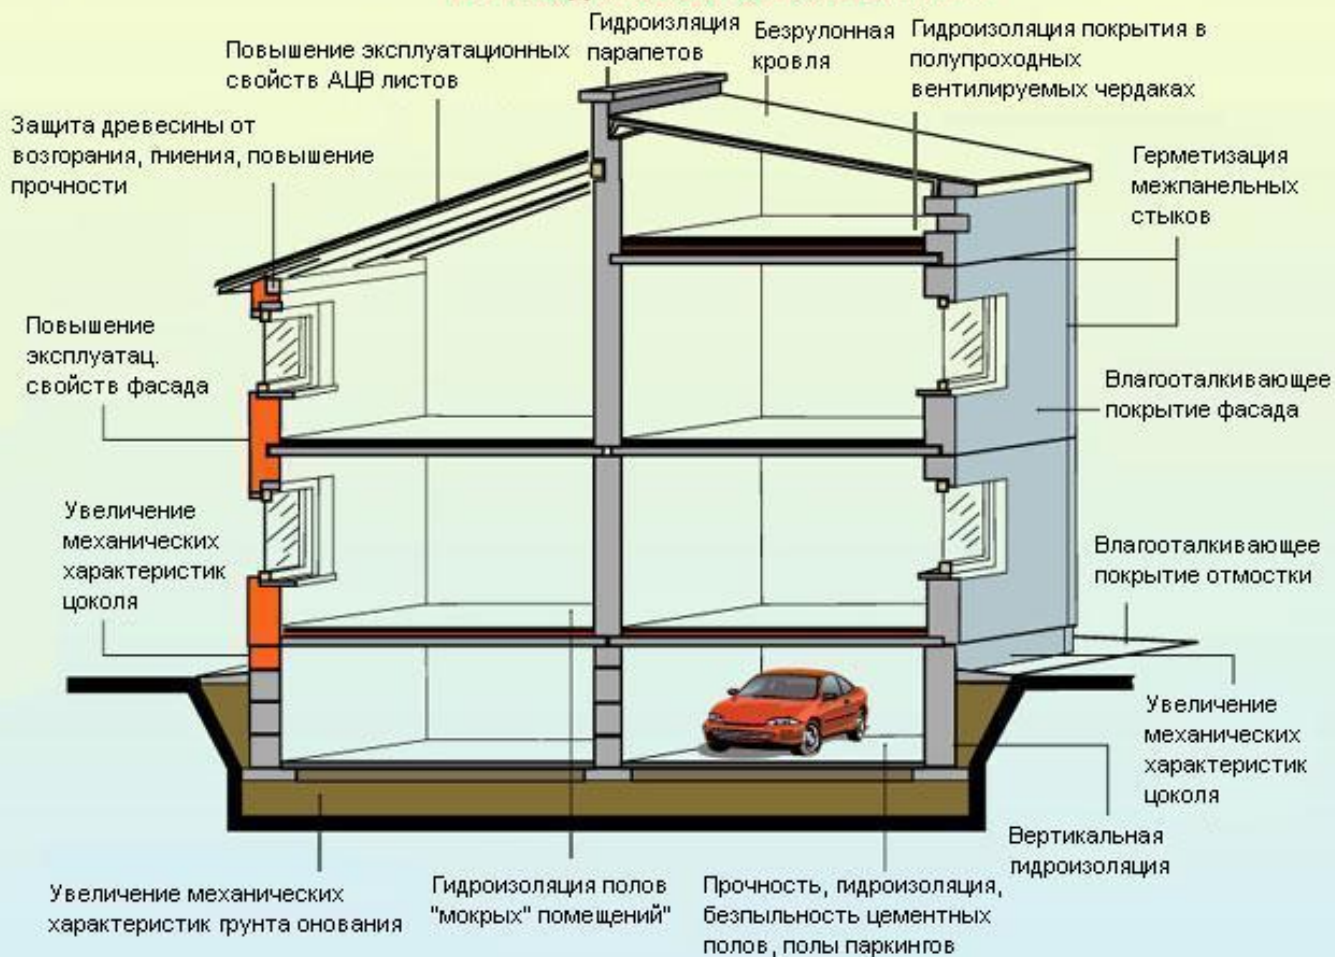 Гидроизляция
парапетов
Безрулонная
кровля
Гидроизоляция покрытия в
полупроходных
вентилируемых чердаках
Повышение эксплуатационных
свойств АЦВ листов
Защита древесины от
возгорания, гниения, повышение
прочности
Герметизация
межпанельных
стыков
Повышение
эксплуатац.
свойств фасада
Влагооталкивающее
покрытие фасада
Увеличение
механических
характеристик
цоколя
Влагооталкивающее
покрытие отмостки
Увеличение
механических
характеристик
цоколя
Вертикальная
гидроизоляция
Увеличение механических
характеристик грунта онования
Гидроизоляция полов
"мокрых" помещений"
Прочность, гидроизоляция,
безпыльность цементных
полов, полы паркингов